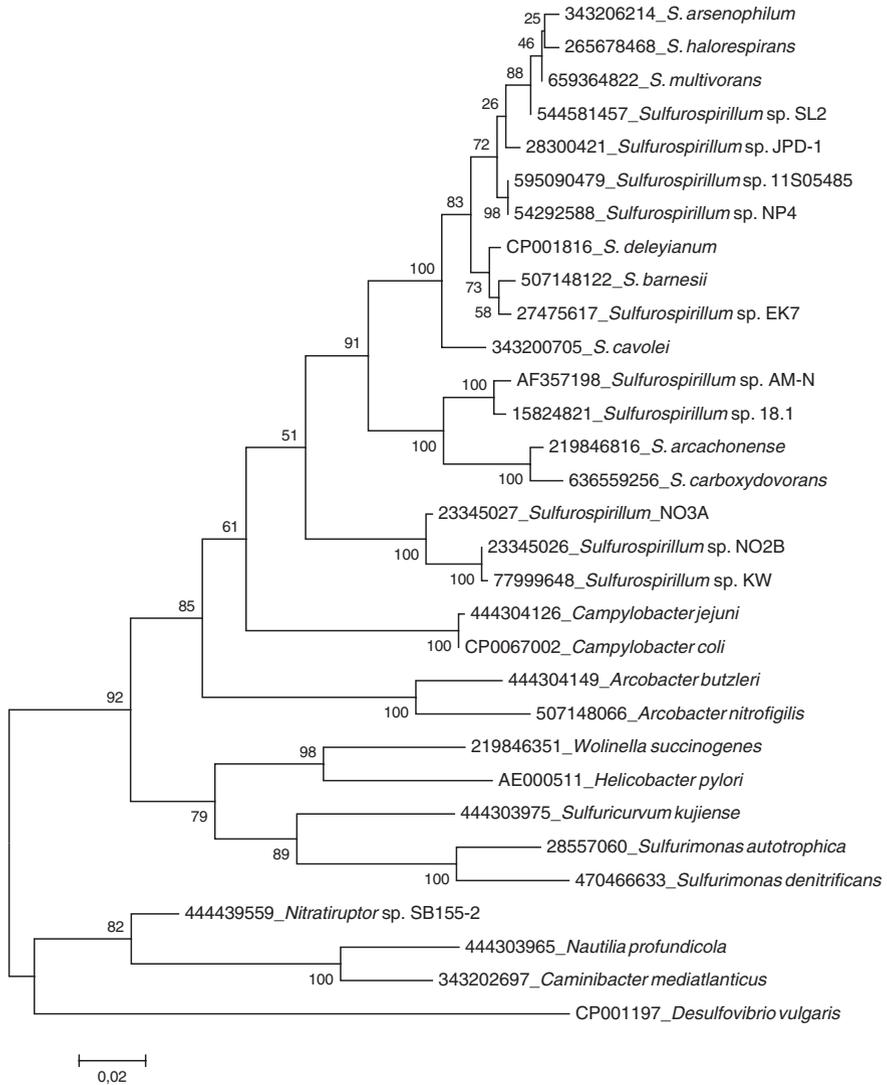 25
343206214_S. arsenophilum
46
265678468_S. halorespirans
88
659364822_S. multivorans
26
544581457_Sulfurospirillum sp. SL2
72
28300421_Sulfurospirillum sp. JPD-1
595090479_Sulfurospirillum sp. 11S05485
83
98
54292588_Sulfurospirillum sp. NP4
CP001816_S. deleyianum
100
73
507148122_S. barnesii
58
27475617_Sulfurospirillum sp. EK7
91
343200705_S. cavolei
100
AF357198_Sulfurospirillum sp. AM-N
15824821_Sulfurospirillum sp. 18.1
51
100
219846816_S. arcachonense
100
636559256_S. carboxydovorans
61
23345027_Sulfurospirillum_NO3A
100
23345026_Sulfurospirillum sp. NO2B
100
77999648_Sulfurospirillum sp. KW
85
444304126_Campylobacter jejuni
100
CP0067002_Campylobacter coli
444304149_Arcobacter butzleri
92
100
507148066_Arcobacter nitrofigilis
98
219846351_Wolinella succinogenes
AE000511_Helicobacter pylori
79
444303975_Sulfuricurvum kujiense
89
28557060_Sulfurimonas autotrophica
100
470466633_Sulfurimonas denitrificans
82
444439559_Nitratiruptor sp. SB155-2
444303965_Nautilia profundicola
100
343202697_Caminibacter mediatlanticus
CP001197_Desulfovibrio vulgaris
0,02